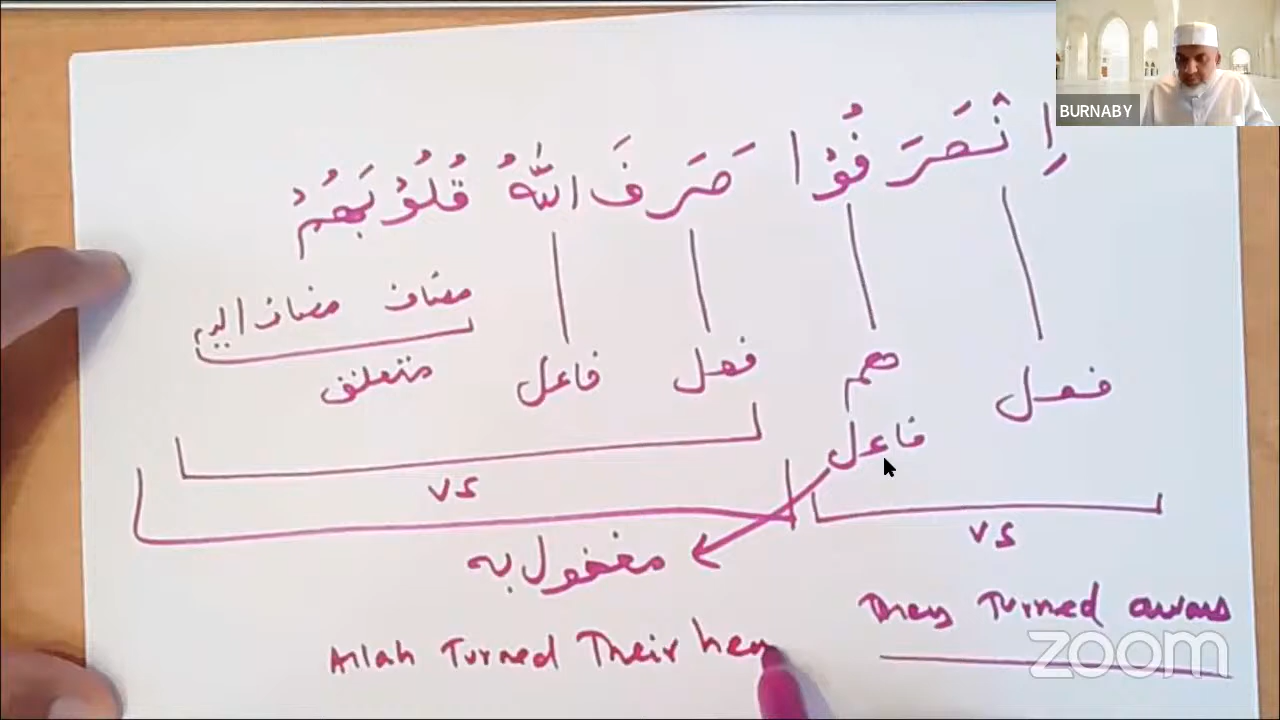 BURNABY
اِنْصَرَفُوْا صَرَفَ اللّٰهُ قُلُوْبَهُمْ
مضاف مضاف اليه
فعل هم فعل فاعل متعلق
فاعل
VS
VS
مفعول به
They Turned away
Allah Turned Their hea
zoom